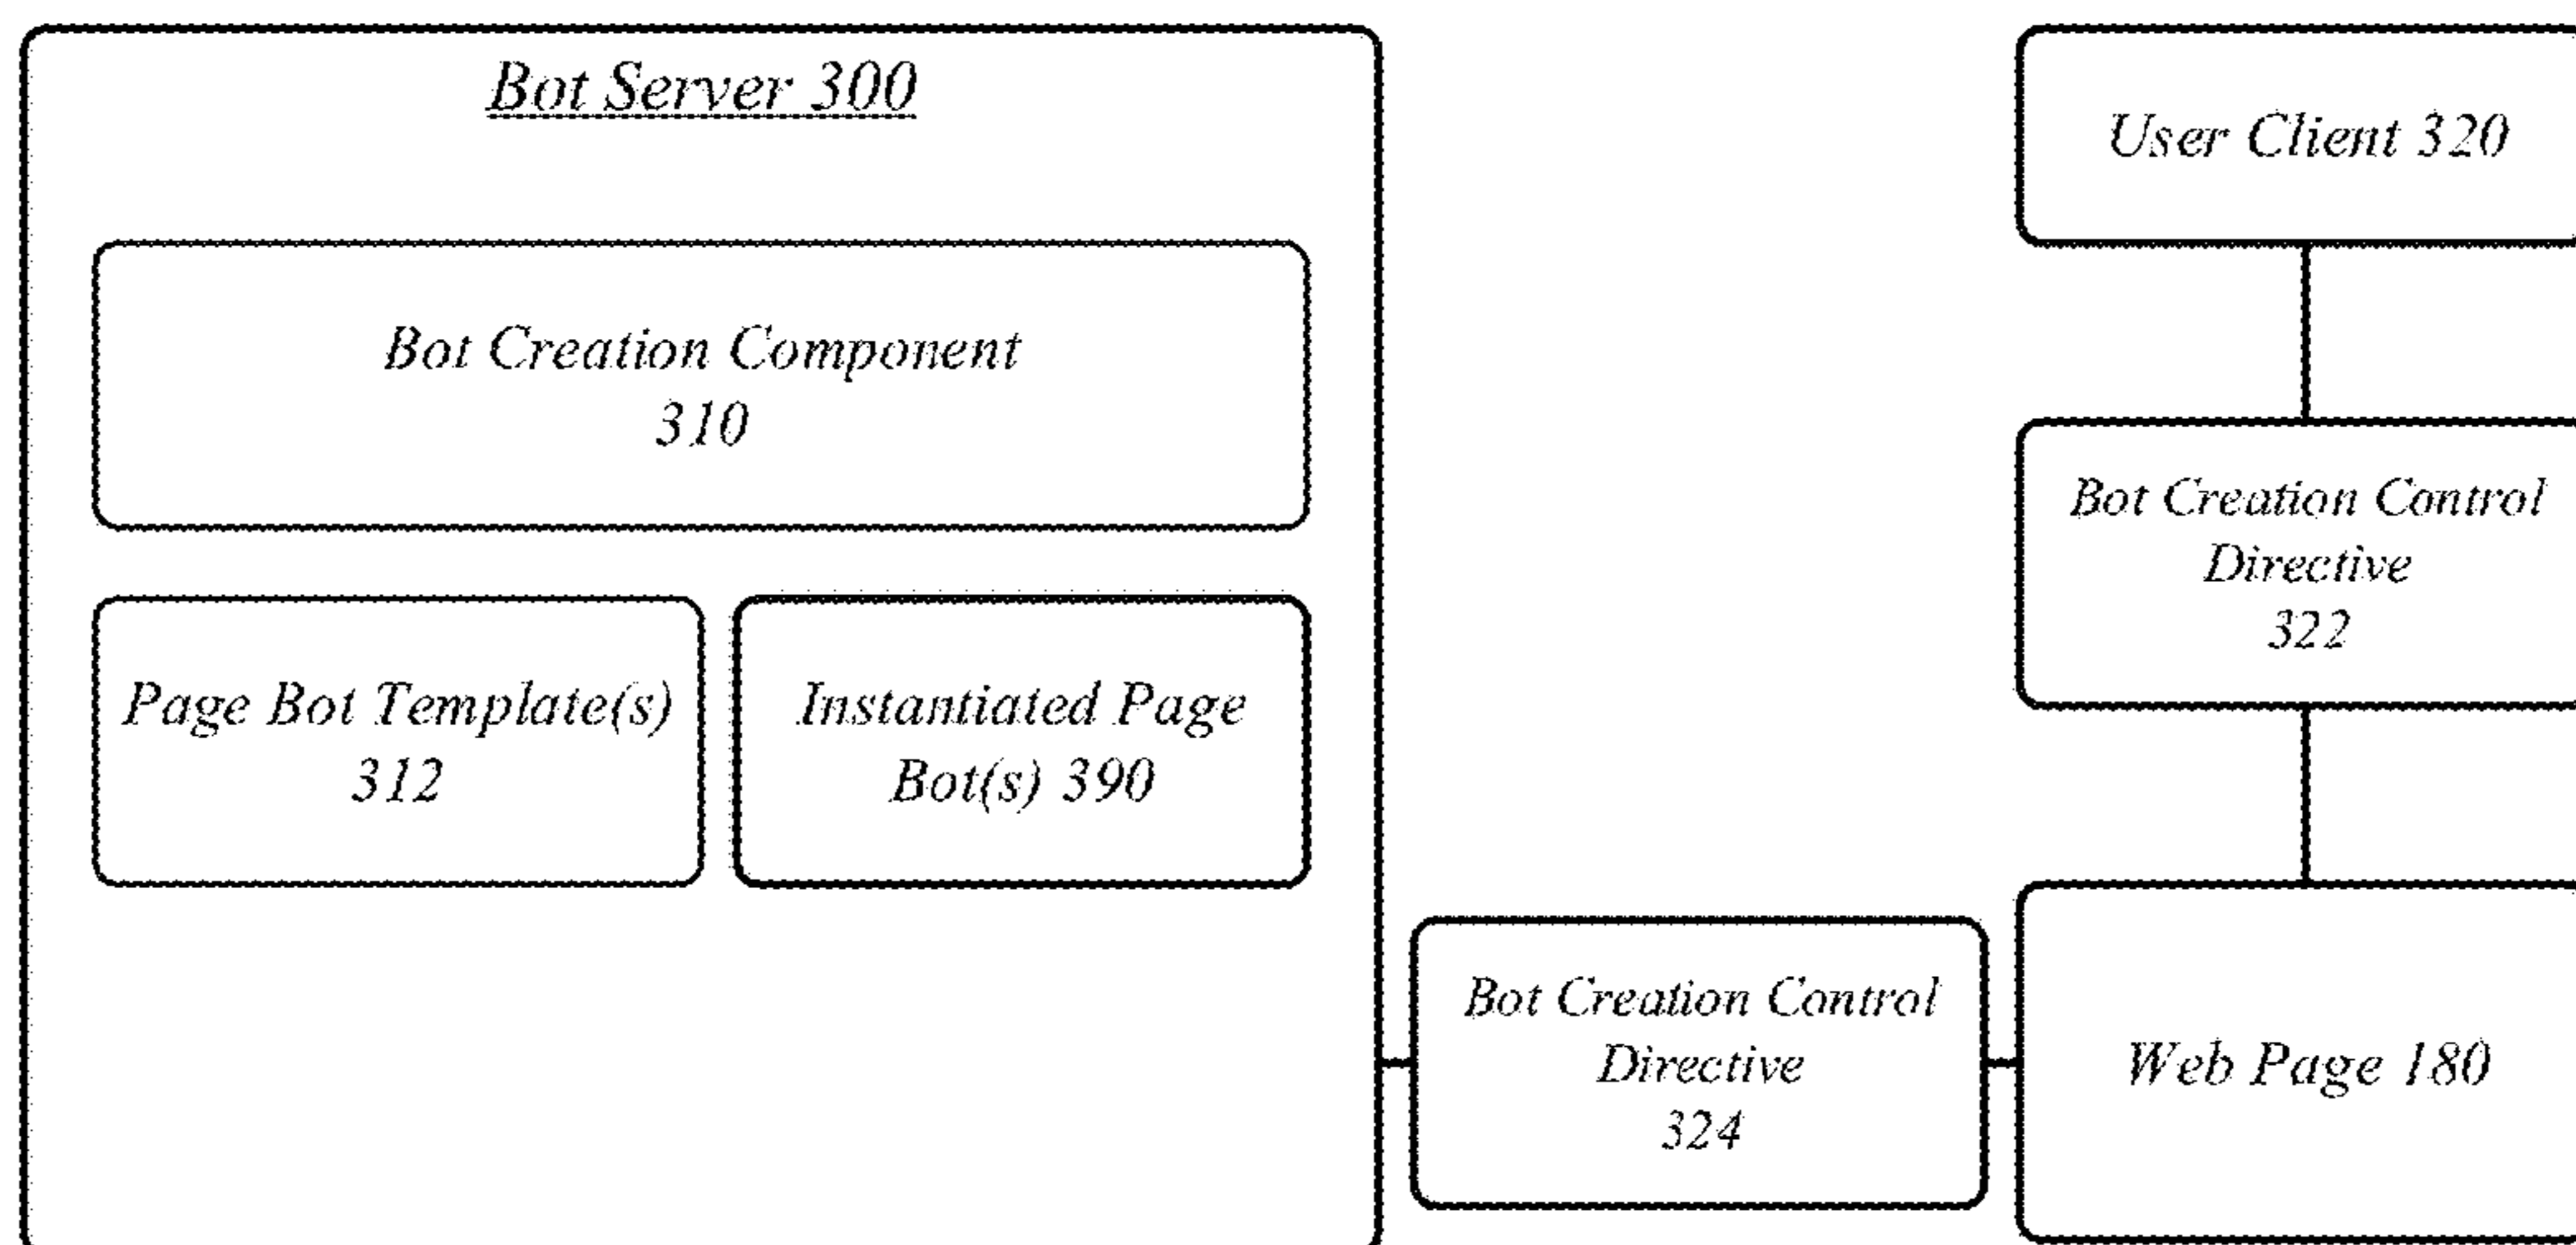 Bot Server 300
Bot Creation Component
310
Page Bot Template(s)
312
Instantiated Page
Bot(s) 390
User Client 320
Bot Creation Control
Directive
322
Bot Creation Control
Directive
324
Web Page 180